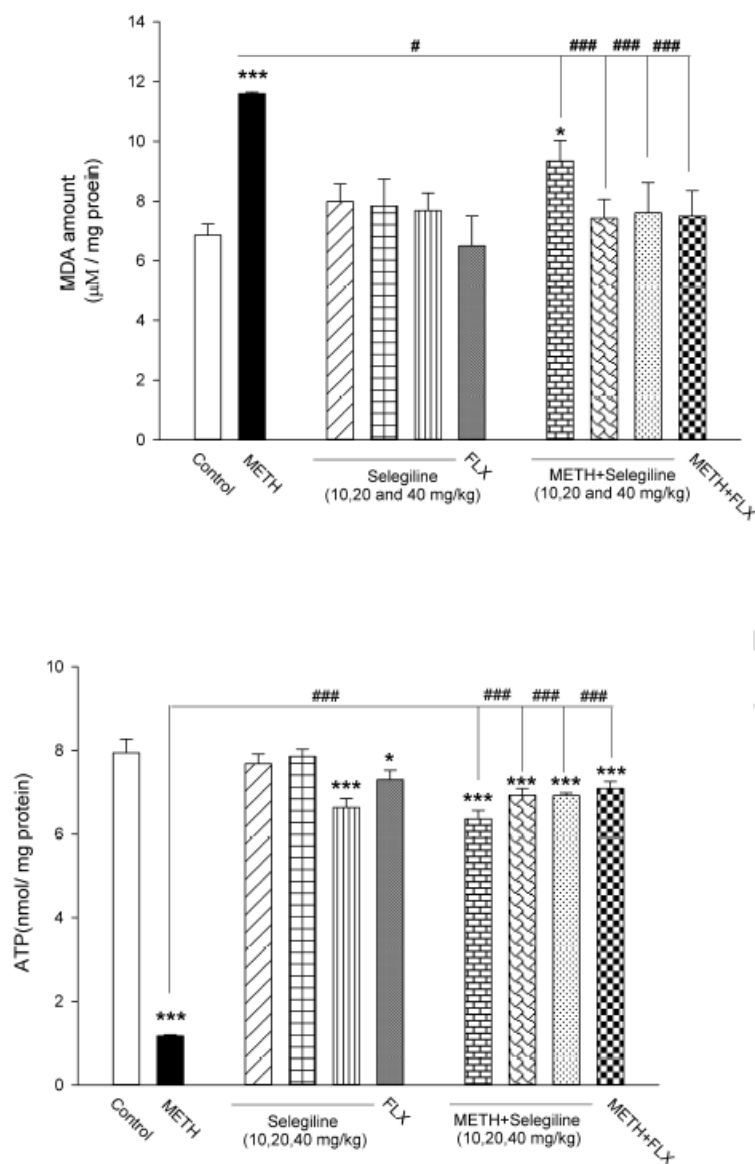 14
12
10
8
6
4
2
0
MDA amount
(µM / mg proein)
***
#
###
###
###
*
Control
METH
Selegiline
(10,20 and 40 mg/kg)
FLX
METH+Selegiline
(10,20 and 40 mg/kg)
METH+FLX
10
8
6
4
2
0
ATP(nmol/ mg protein)
###
###
###
###
***
***
*
***
***
***
***
Control
METH
Selegiline
(10,20,40 mg/kg)
FLX
METH+Selegiline
(10,20,40 mg/kg)
METH+FLX